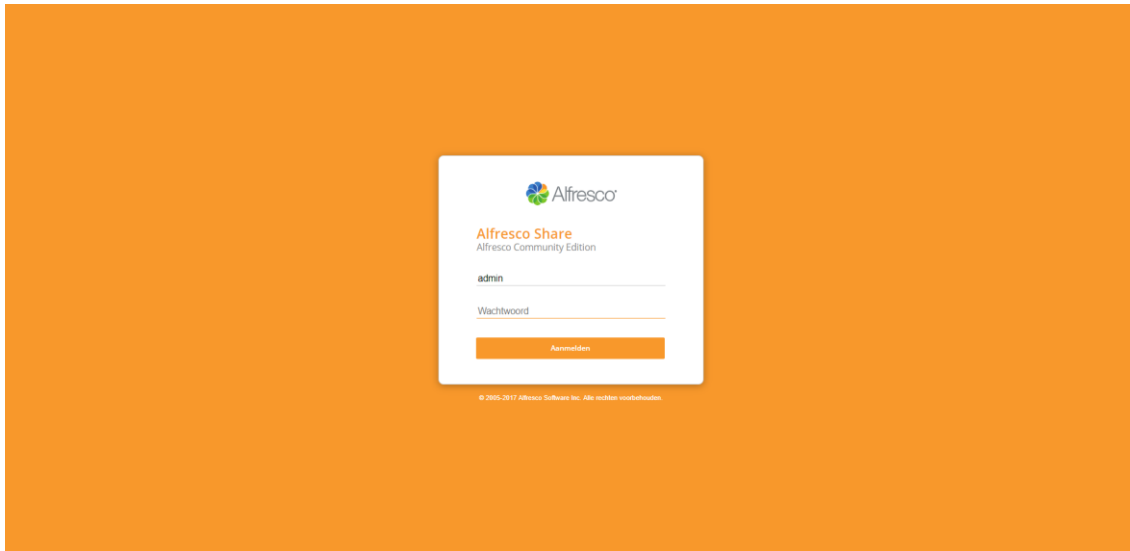 Alfresco
Alfresco Share
Alfresco Community Edition
admin
Wachtwoord
Aanmelden
© 2005-2017 Alfresco Software Inc. Alle rechten voorbehouden.